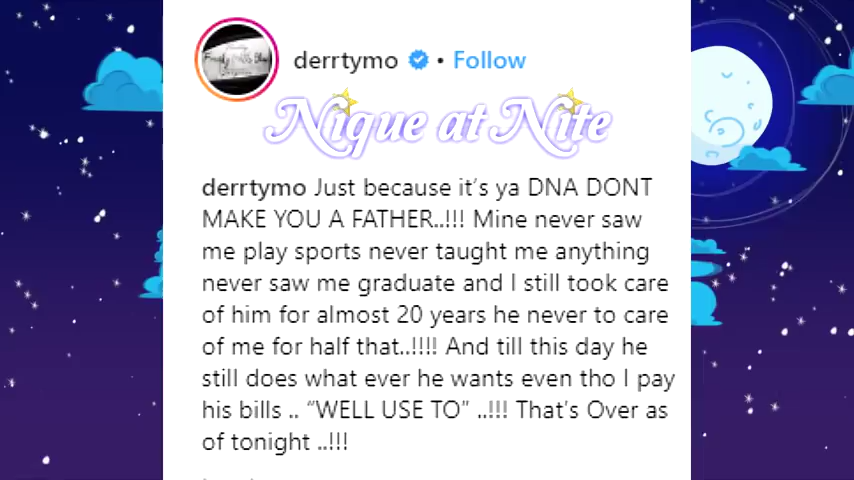 derrtymo • Follow
Nique at Nite
derrtymo Just because it's ya DNA DONT
MAKE YOU A FATHER..!!! Mine never saw
me play sports never taught me anything
never saw me graduate and I still took care
of him for almost 20 years he never to care
of me for half that..!!!! And till this day he
still does what ever he wants even tho I pay
his bills .. “WELL USE TO” ..!!! That's Over as
of tonight ..!!!